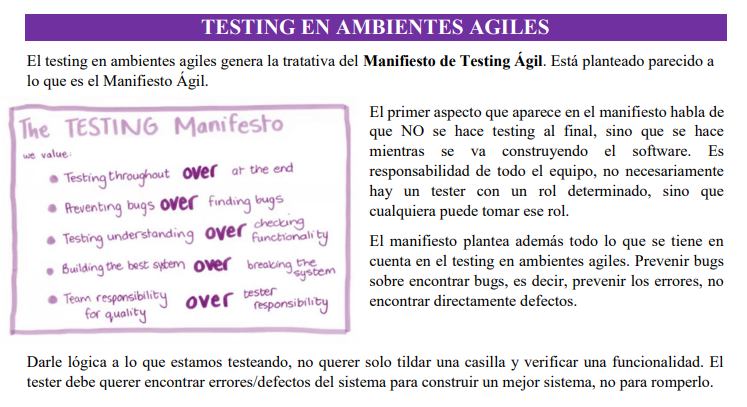 TESTING EN AMBIENTES AGILES
El testing en ambientes agiles genera la tratativa del Manifiesto de Testing Ágil. Está planteado parecido a
lo que es el Manifiesto Ágil.
The TESTING Manifesto
we value:
• Testing throughout OVER at the end
• Preventing bugs OVER finding bugs
• Testing understanding OVER checking functionality
• Building the best system OVER breaking the system
• Team responsibility for quality OVER tester responsibility
El primer aspecto que aparece en el manifiesto habla de
que NO se hace testing al final, sino que se hace
mientras se va construyendo el software. Es
responsabilidad de todo el equipo, no necesariamente
hay un tester con un rol determinado, sino que
cualquiera puede tomar ese rol.
El manifiesto plantea además todo lo que se tiene en
cuenta en el testing en ambientes agiles. Prevenir bugs
sobre encontrar bugs, es decir, prevenir los errores, no
encontrar directamente defectos.
Darle lógica a lo que estamos testeando, no querer solo tildar una casilla y verificar una funcionalidad. El
tester debe querer encontrar errores/defectos del sistema para construir un mejor sistema, no para romperlo.